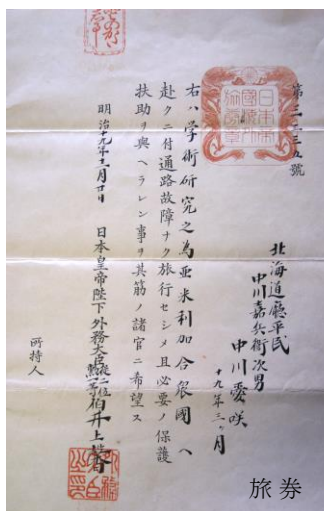 北海道廳平民
中川嘉兵衛次男
中川愛咲
十九年三ヶ月
右ハ学術研究之為亜米利加合衆國ヘ
赴クニ付通路故障ナク旅行セシメ且必要ノ保護
扶助ヲ與ヘラレン事ヲ其筋ノ諸官ニ希望ス
明治十九年
日本皇帝陛下外務大臣 伯井上馨
所持人
旅券